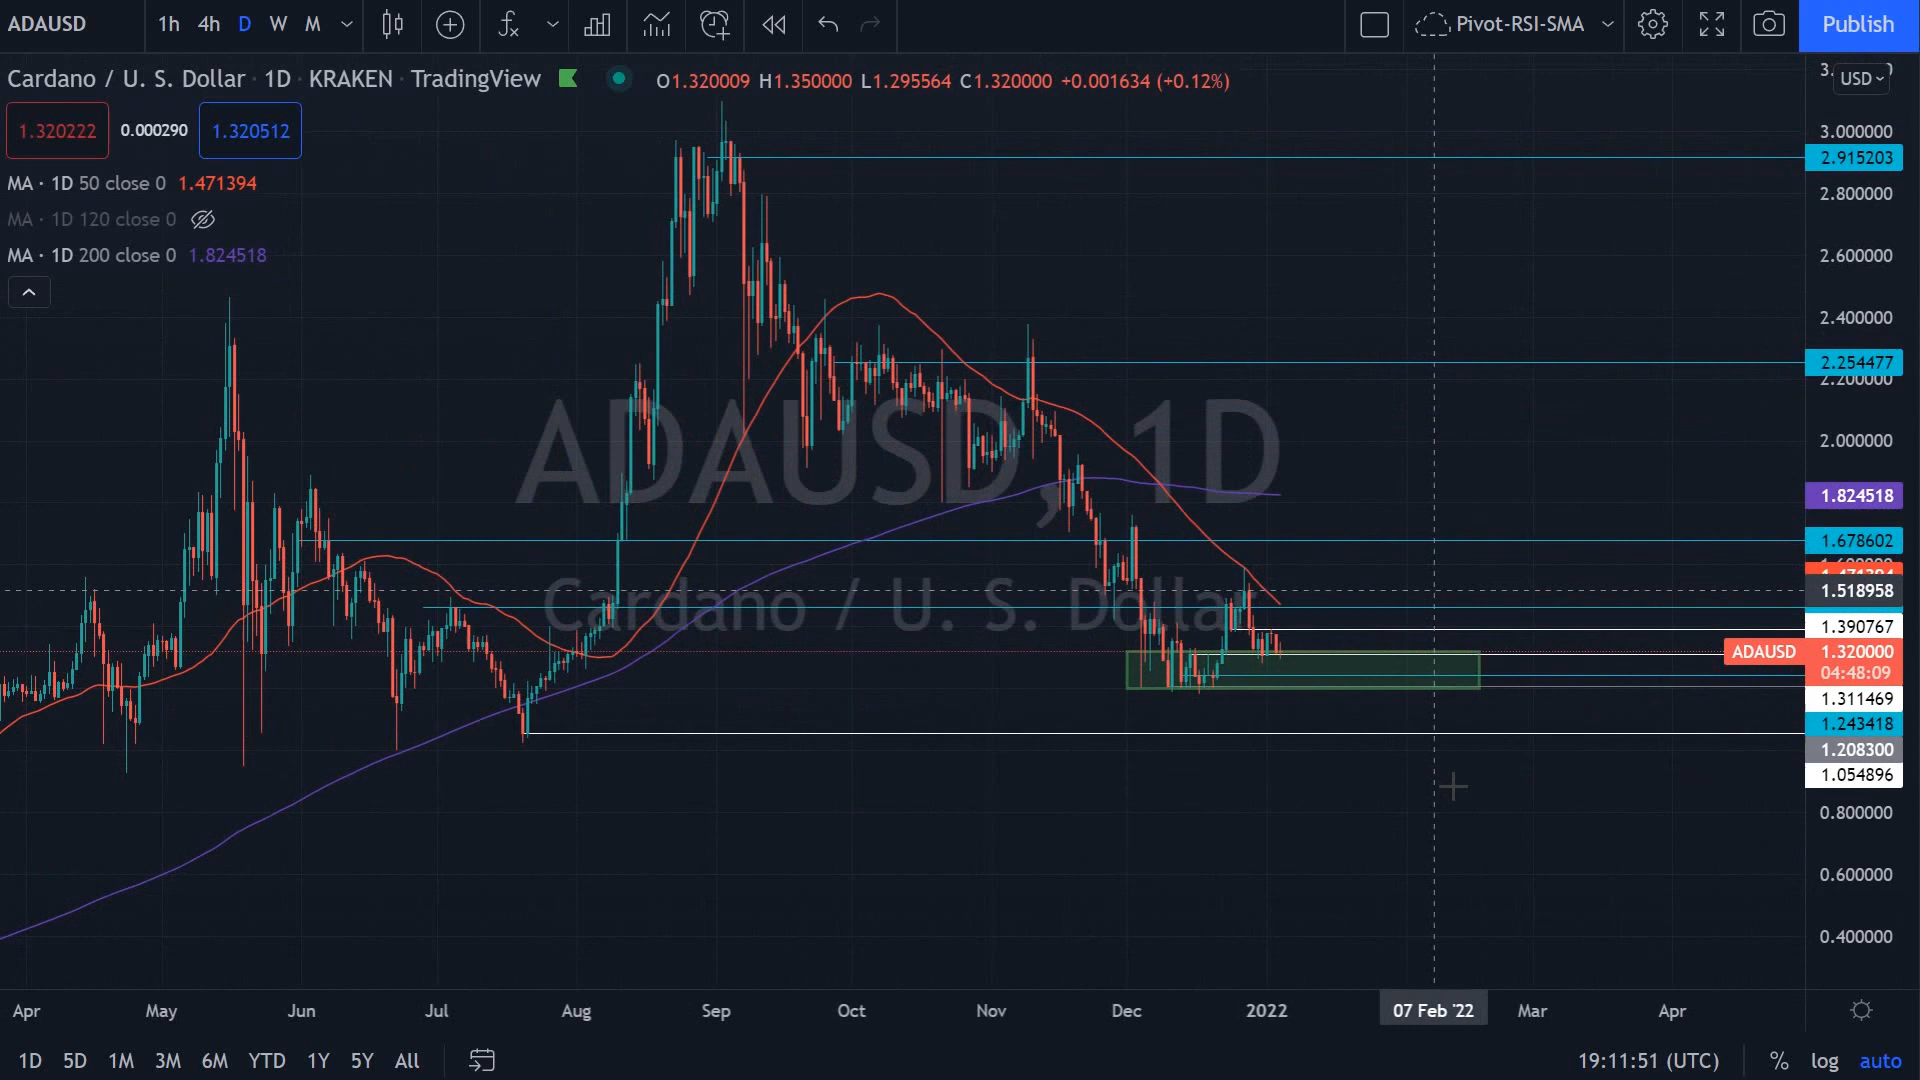 ADAUSD 1h 4h D W M Pivot-RSI-SMA Publish
Cardano / U. S. Dollar · 1D · KRAKEN · TradingView O1.320009 H1.350000 L1.295564 C1.320000 +0.001634 (+0.12%)
USD
1.320222 0.000290 1.320512
MA · 1D 50 close 0 1.471394
MA · 1D 120 close 0
MA · 1D 200 close 0 1.824518
ADAUSD, 1D
Cardano / U. S. Dollar
3.000000
2.915203
2.800000
2.600000
2.400000
2.254477
2.200000
2.000000
1.824518
1.678602
1.518958
1.390767
ADAUSD 1.320000
04:48:09
1.311469
1.243418
1.208300
1.054896
0.800000
0.600000
0.400000
Apr May Jun Jul Aug Sep Oct Nov Dec 2022 07 Feb '22 Mar Apr
1D 5D 1M 3M 6M YTD 1Y 5Y All 19:11:51 (UTC) % log auto